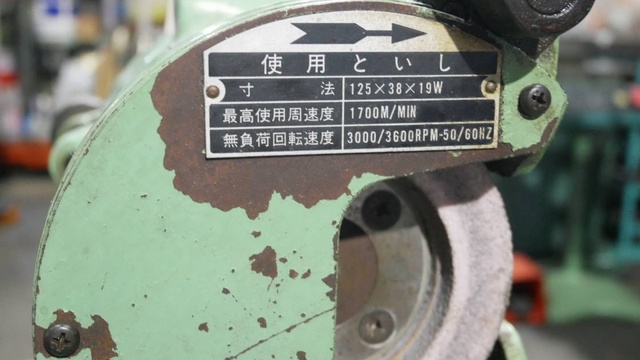 使用といし
寸法 125×38×19W
最高使用周速度 1700M/MIN
無負荷回転速度 3000/3600RPM-50/60HZ